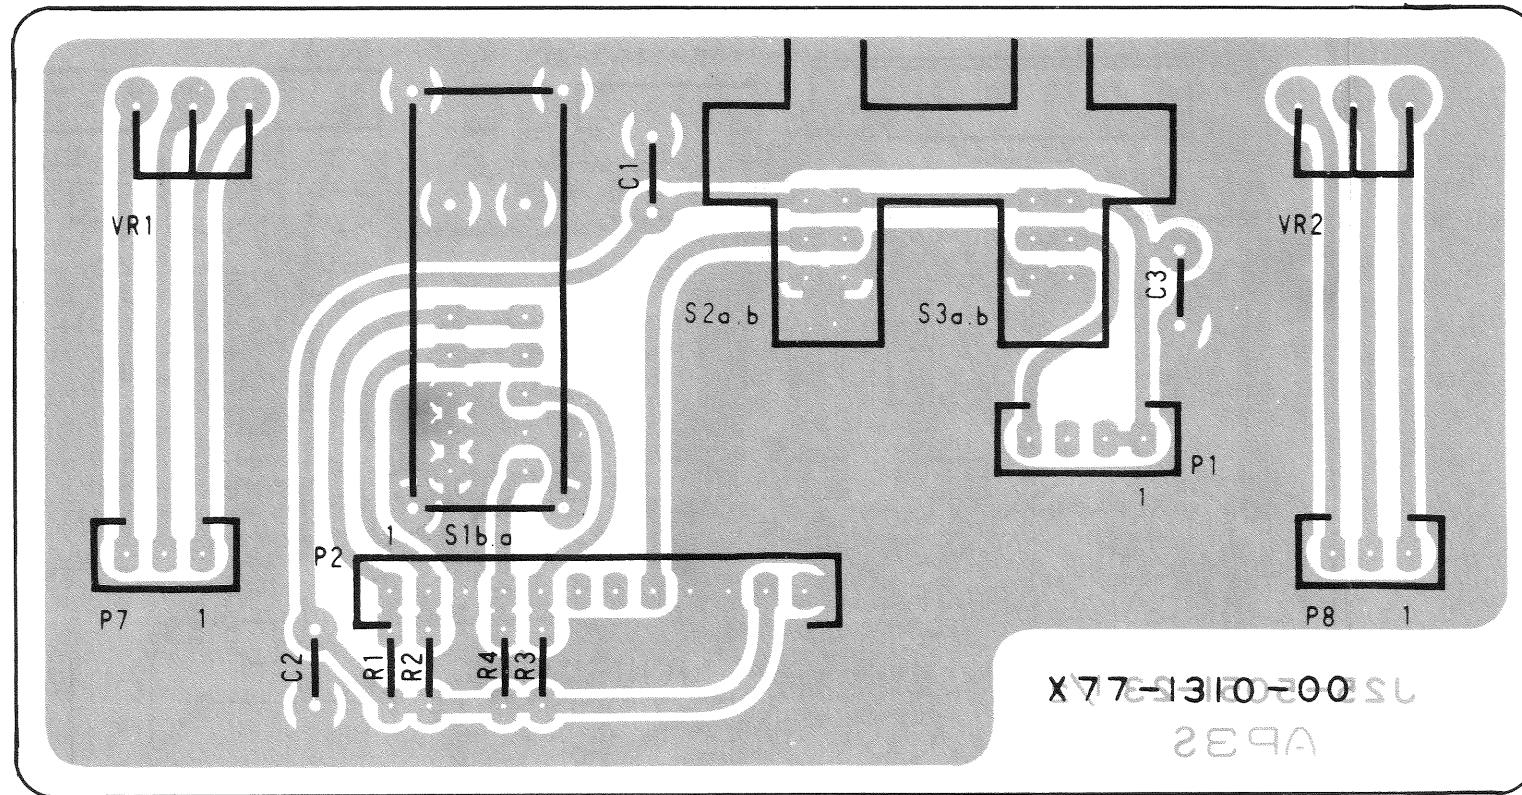 C1
VR1
VR2
C3
S2a.b
S3a.b
P1
1
1
S1b.a
P2
P7
1
P8
1
C2
R1
R2
R4
R3
X77-1310-00
AP3S